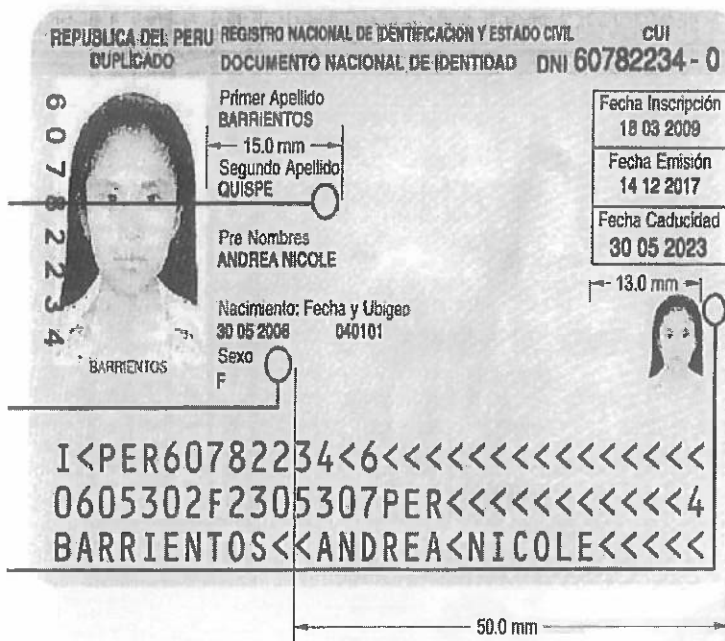 REPUBLICA DEL PERU REGISTRO NACIONAL DE IDENTIFICACIÓN Y ESTADO CIVIL CUI
DUPLICADO DOCUMENTO NACIONAL DE IDENTIDAD DNI 60782234 - 0
60782234
Primer Apellido
BARRIENTOS
15.0 mm
Segundo Apellido
QUISPE
Pre Nombres
ANDREA NICOLE
Nacimiento: Fecha y Ubigeo
30 05 2006 040101
Sexo
F
BARRIENTOS
Fecha Inscripción
18 03 2009
Fecha Emisión
14 12 2017
Fecha Caducidad
30 05 2023
13.0 mm
I<PER60782234<6<<<<<<<<<<<<<<<
0605302F2305307PER<<<<<<<<<<<4
BARRIENTOS<<ANDREA<NICOLE<<<<<
50.0 mm